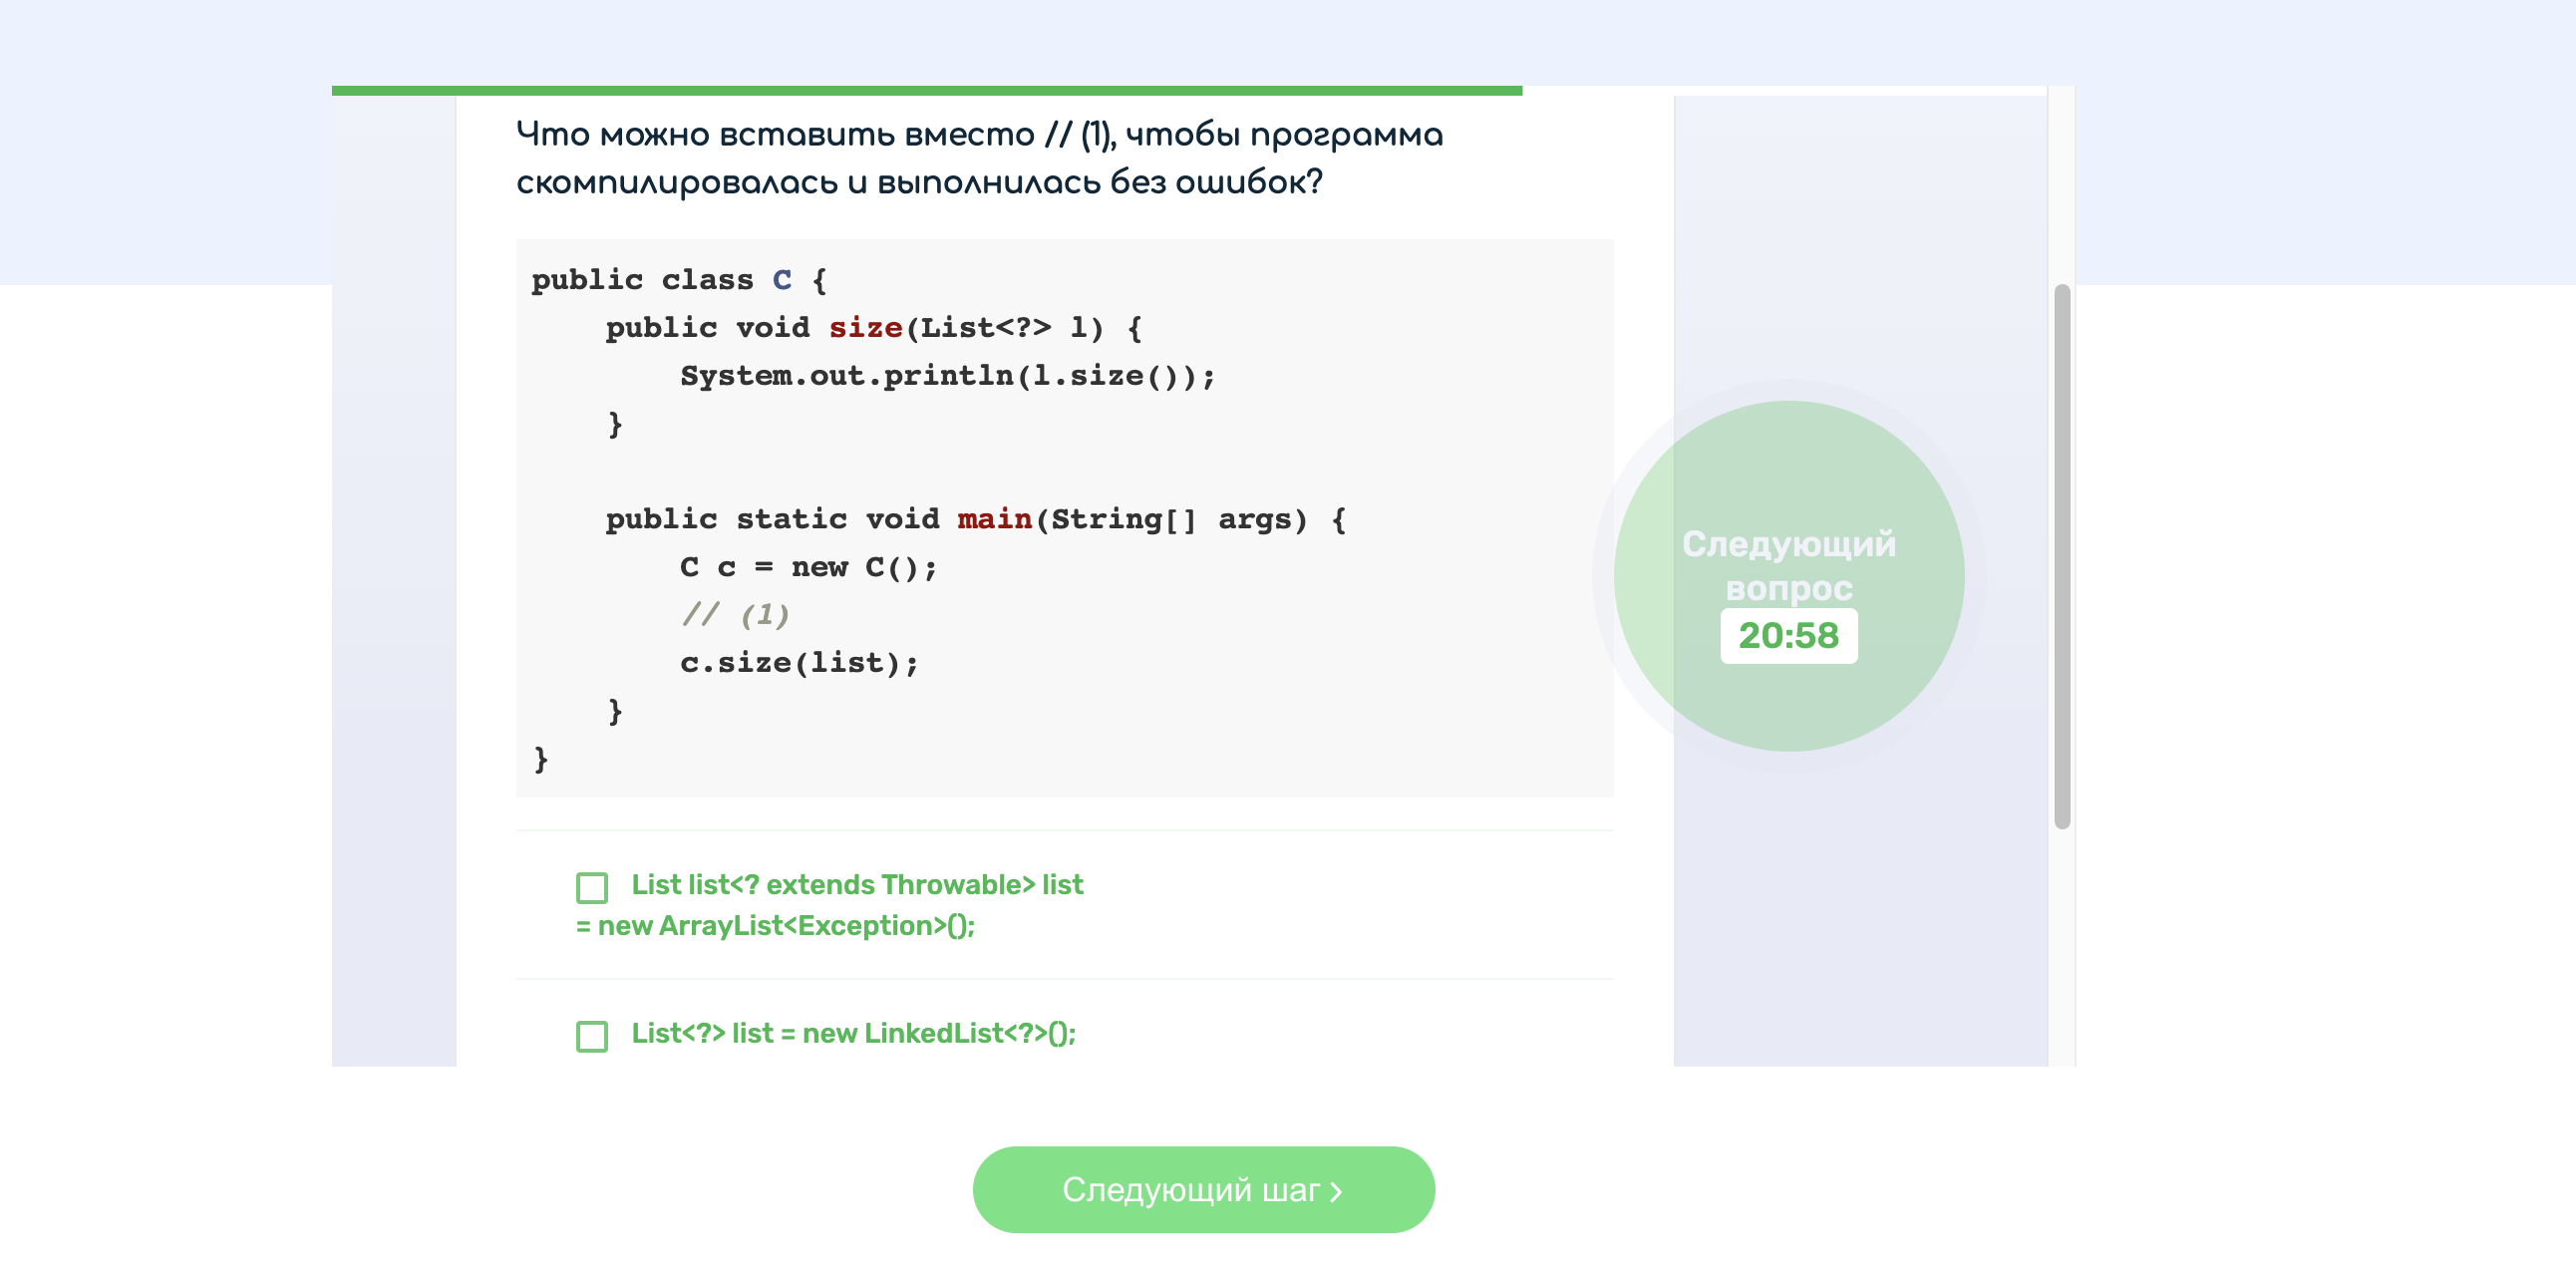 Что можно вставить вместо // (1), чтобы программа
скомпилировалась и выполнилась без ошибок?
public class C {
    public void size(List<?> l) {
        System.out.println(l.size());
    }

    public static void main(String[] args) {
        C c = new C();
        // (1)
        c.size(list);
    }
}
Следующий
вопрос
20:58
List list<? extends Throwable> list
= new ArrayList<Exception>();
List<?> list = new LinkedList<?>();
Следующий шаг >